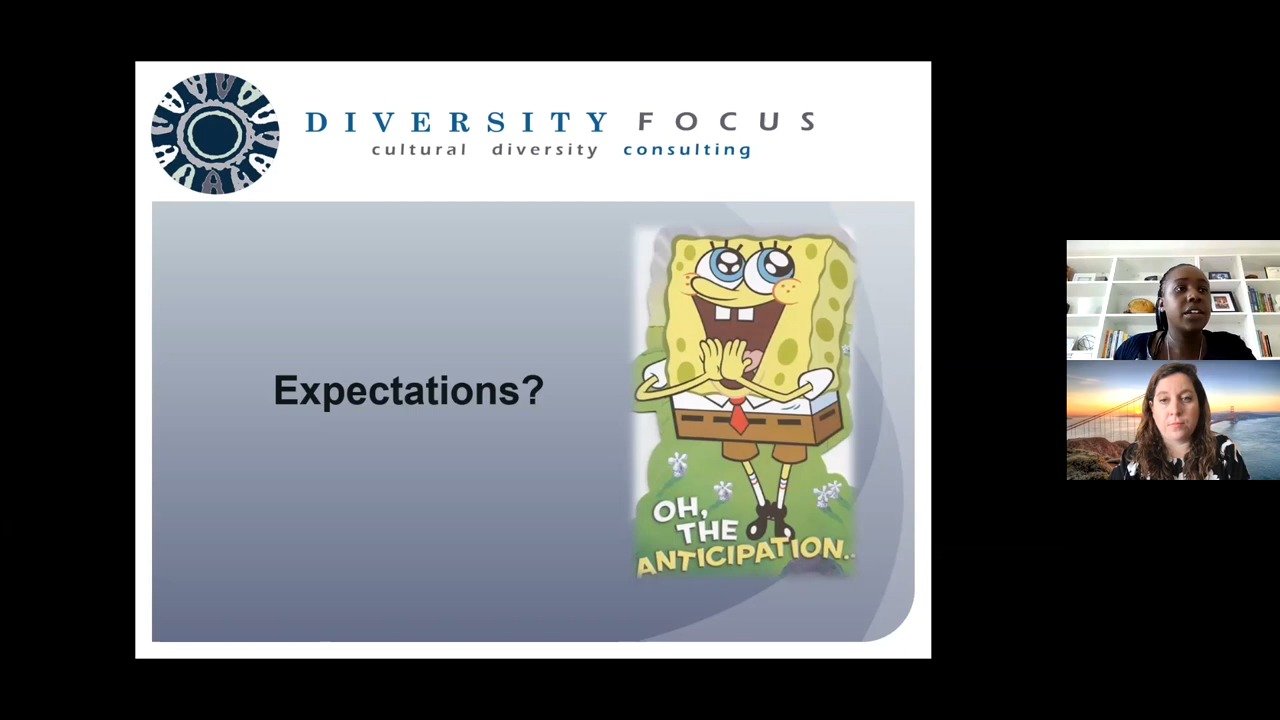 DIVERSITY FOCUS
cultural diversity consulting
Expectations?
OH,
THE
ANTICIPATION..